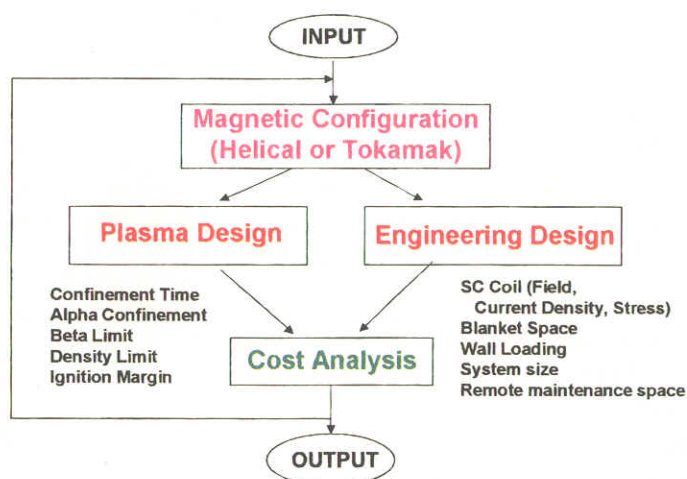 INPUT
Magnetic Configuration
(Helical or Tokamak)
Plasma Design
Engineering Design
Confinement Time
Alpha Confinement
Beta Limit
Density Limit
Ignition Margin
SC Coil (Field,
Current Density, Stress)
Blanket Space
Wall Loading
System size
Remote maintenance space
Cost Analysis
OUTPUT